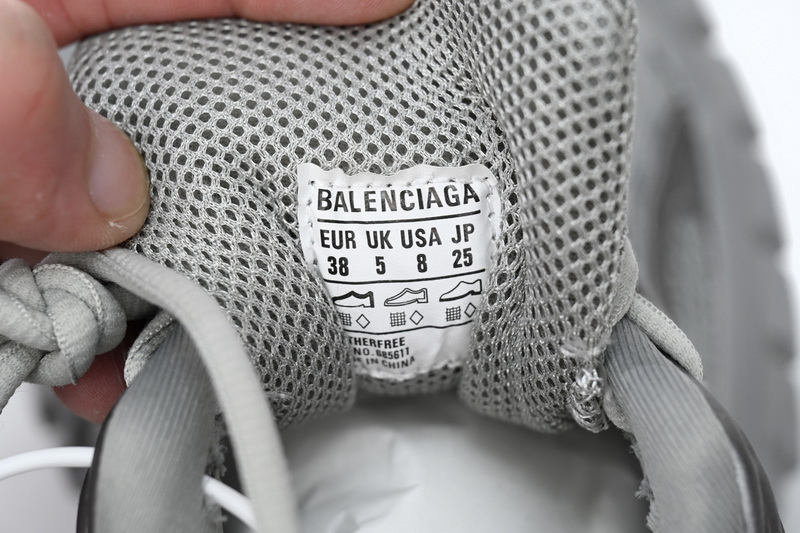 BALENCIAGA
EUR UK USA JP
38 5 8 25
THERFREE
NO.685611
IN CHINA